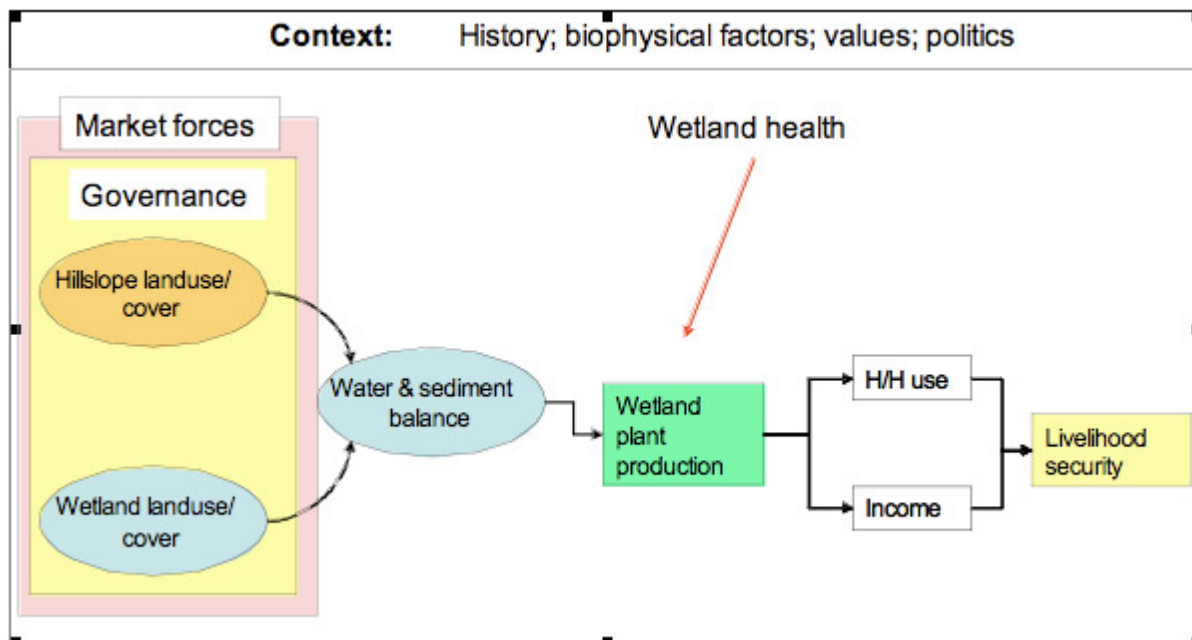 Context: History; biophysical factors; values; politics
Market forces
Governance
Wetland health
Hillslope landuse/
cover
Water & sediment
balance
Wetland landuse/
cover
Wetland
plant
production
H/H use
Income
Livelihood
security